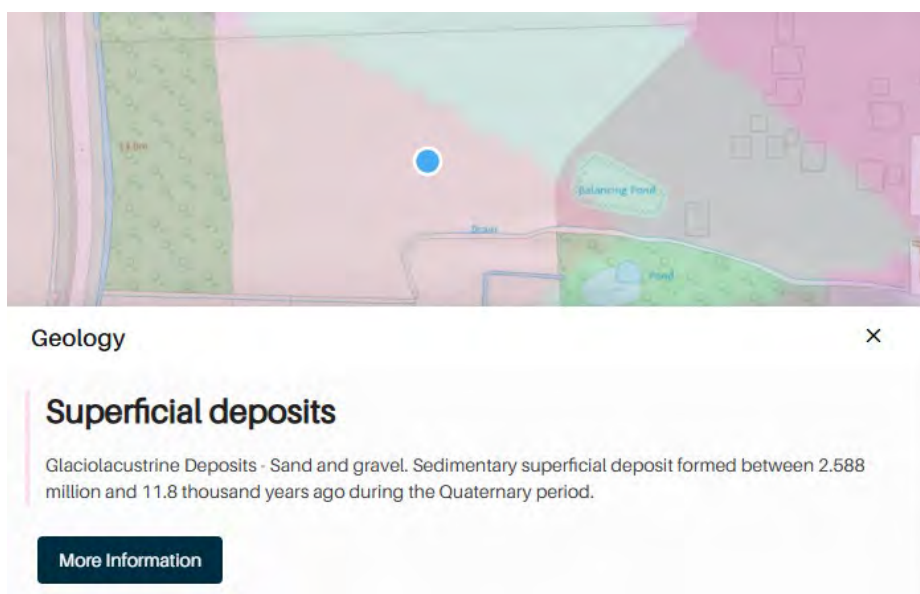 Balancing Pond
Drain
Pond
Geology
Superficial deposits
Glaciolacustrine Deposits - Sand and gravel. Sedimentary superficial deposit formed between 2.588
million and 11.8 thousand years ago during the Quaternary period.
More Information